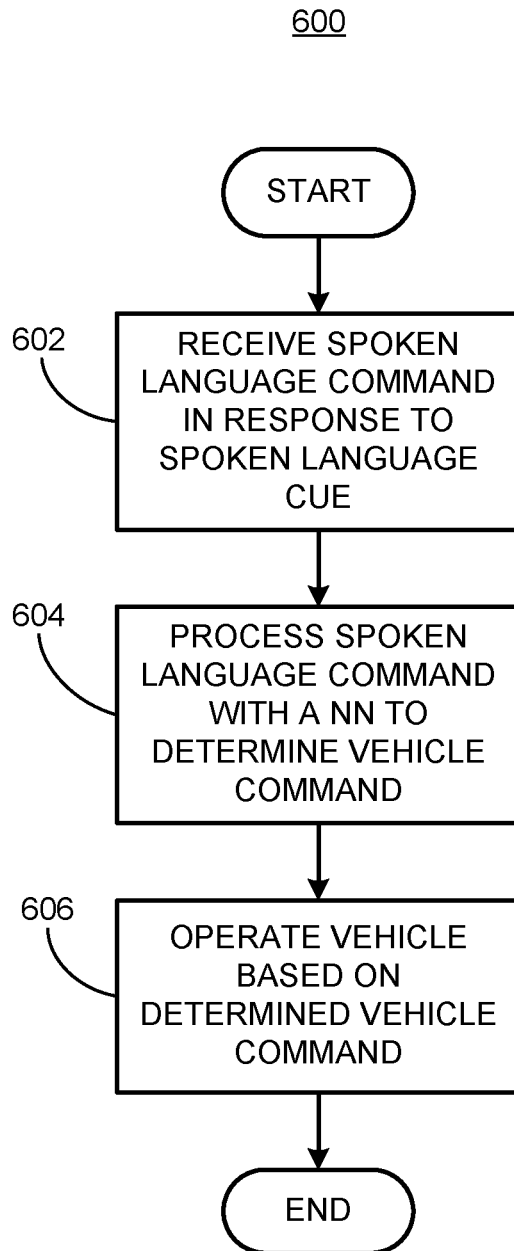 600
START
602
RECEIVE SPOKEN
LANGUAGE COMMAND
IN RESPONSE TO
SPOKEN LANGUAGE
CUE
604
PROCESS SPOKEN
LANGUAGE COMMAND
WITH A NN TO
DETERMINE VEHICLE
COMMAND
606
OPERATE VEHICLE
BASED ON
DETERMINED VEHICLE
COMMAND
END